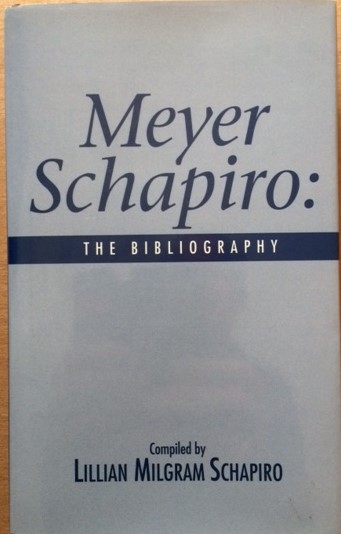 Meyer
Schapiro:
THE BIBLIOGRAPHY
Compiled by
LILLIAN MILGRAM SCHAPIRO